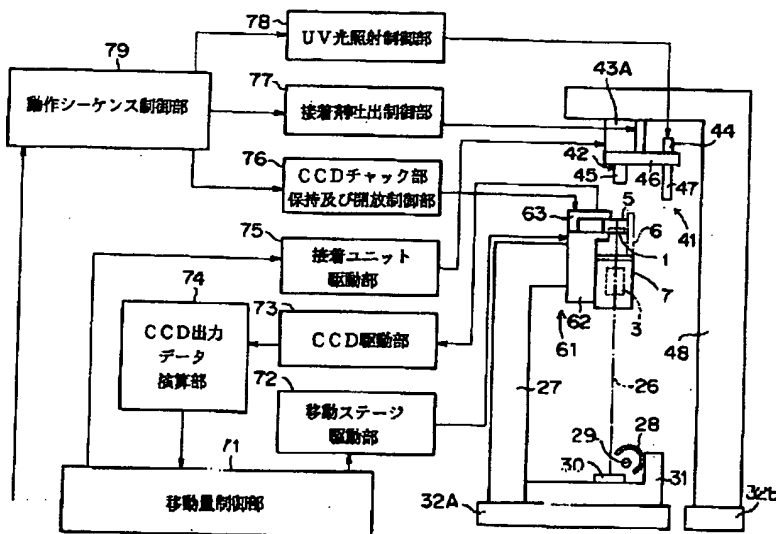 78
UV光照射制御部
79
動作シーケンス制御部
77
接着剤吐出制御部
76
CCDチャック部
保持及び開放制御部
75
接着ユニット
駆動部
74
CCD出力
データ
演算部
73
CCD駆動部
72
移動ステージ
駆動部
71
移動量制御部
43A
44
42
45
46
47
41
63
5
6
1
7
3
62
61
27
48
26
28
29
30
31
32A
32b